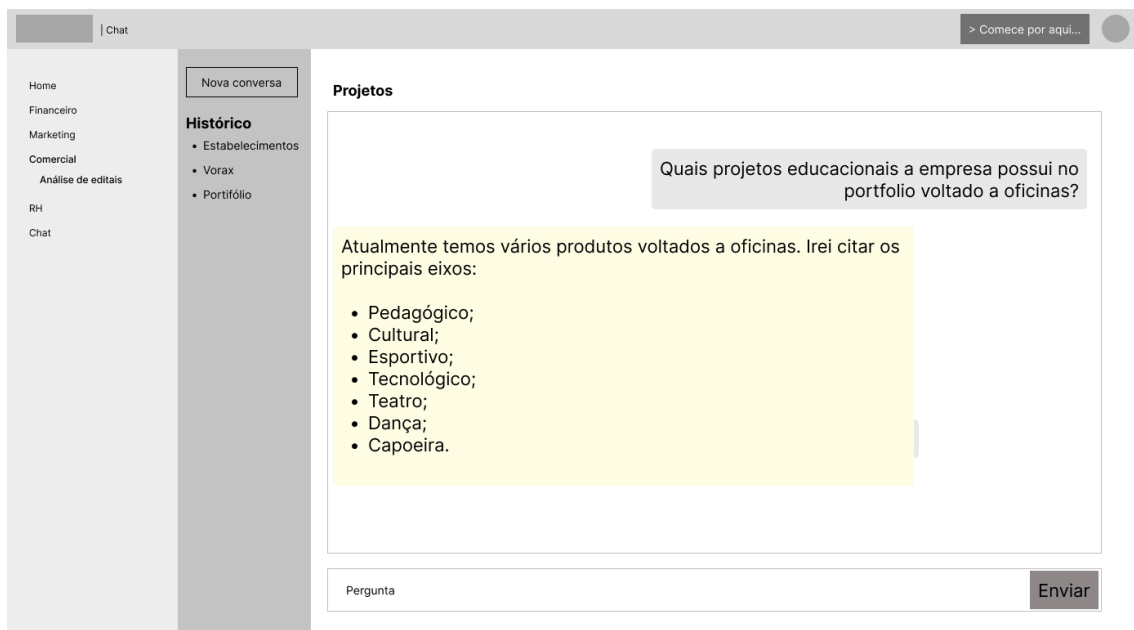 | Chat
> Comece por aqui...
Home
Financeiro
Marketing
Comercial
Análise de editais
RH
Chat
Nova conversa
Histórico
• Estabelecimentos
• Vorax
• Portifólio
Projetos
Quais projetos educacionais a empresa possui no
portfolio voltado a oficinas?
Atualmente temos vários produtos voltados a oficinas. Irei citar os
principais eixos:
• Pedagógico;
• Cultural;
• Esportivo;
• Tecnológico;
• Teatro;
• Dança;
• Capoeira.
Pergunta
Enviar